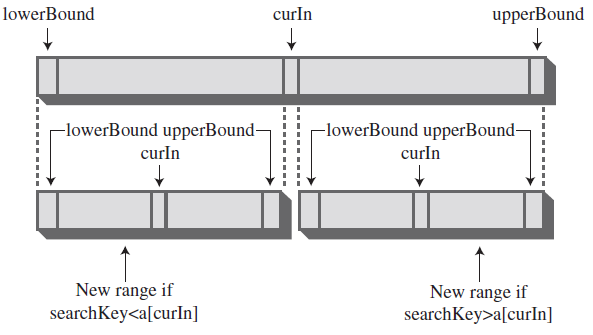 lowerBound curIn upperBound
lowerBound upperBound
curIn
lowerBound upperBound
curIn
New range if
searchKey<a[curIn]
New range if
searchKey>a[curIn]